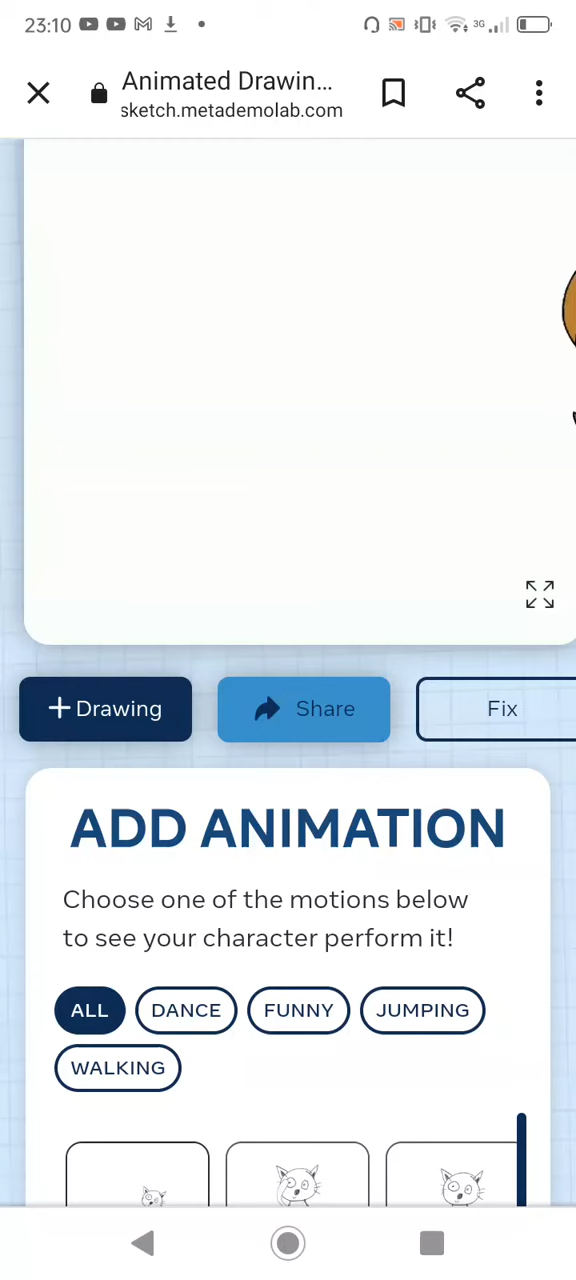 23:10
3G
Animated Drawin...
sketch.metademolab.com
+ Drawing
Share
Fix
ADD ANIMATION
Choose one of the motions below
to see your character perform it!
ALL
DANCE
FUNNY
JUMPING
WALKING